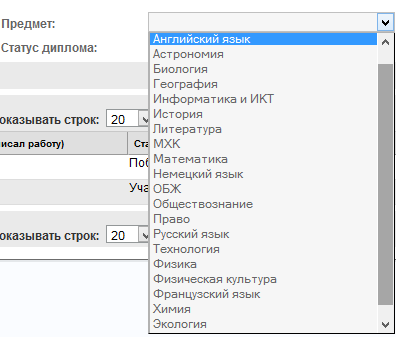 Предмет:
Статус диплома:
Английский язык
Астрономия
Биология
География
Информатика и ИКТ
История
Литература
МХК
Математика
Немецкий язык
ОБЖ
Обществознание
Право
Русский язык
Технология
Физика
Физическая культура
Французский язык
Химия
Экология
оказывать строк: 20
исал работу) Ста
Поб
Уча
оказывать строк: 20